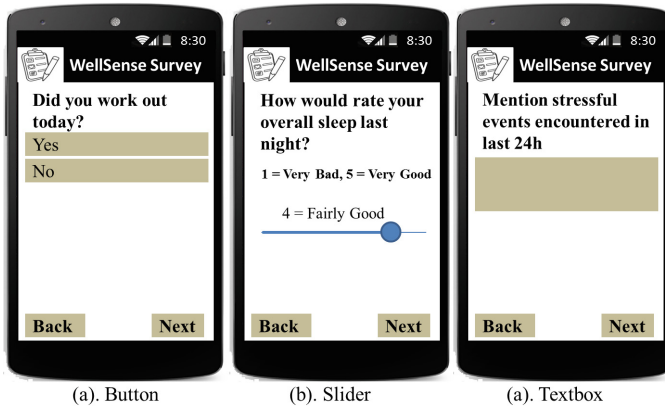 8:30
WellSense Survey
Did you work out
today?
Yes
No
Back Next
(a). Button
8:30
WellSense Survey
How would rate your
overall sleep last
night?
1 = Very Bad, 5 = Very Good
4 = Fairly Good
Back Next
(b). Slider
8:30
WellSense Survey
Mention stressful
events encountered in
last 24h
Back Next
(a). Textbox